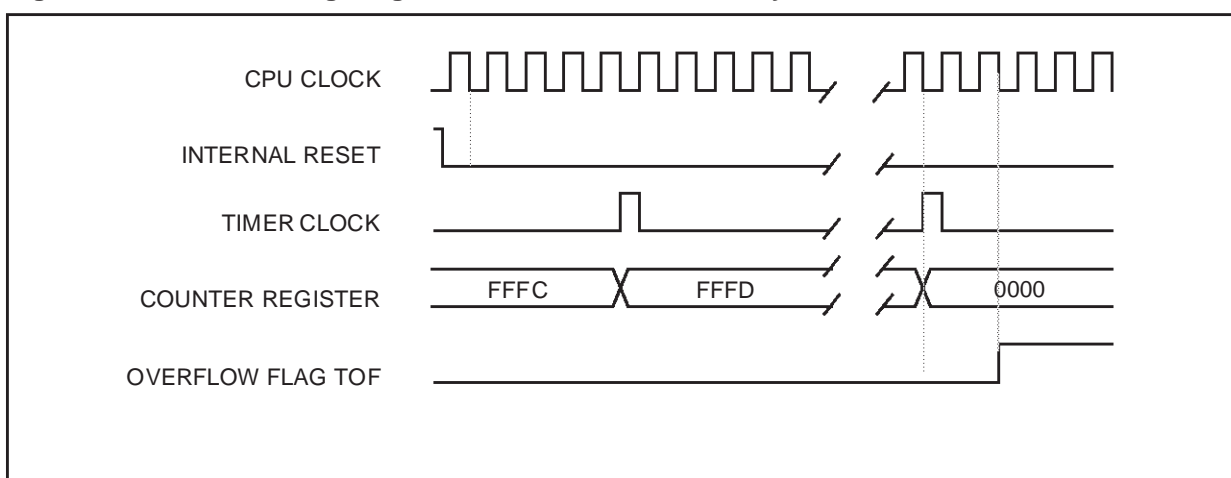 CPU CLOCK
INTERNAL RESET
TIMER CLOCK
FFFC
FFFD
0000
COUNTER REGISTER
OVERFLOW FLAG TOF